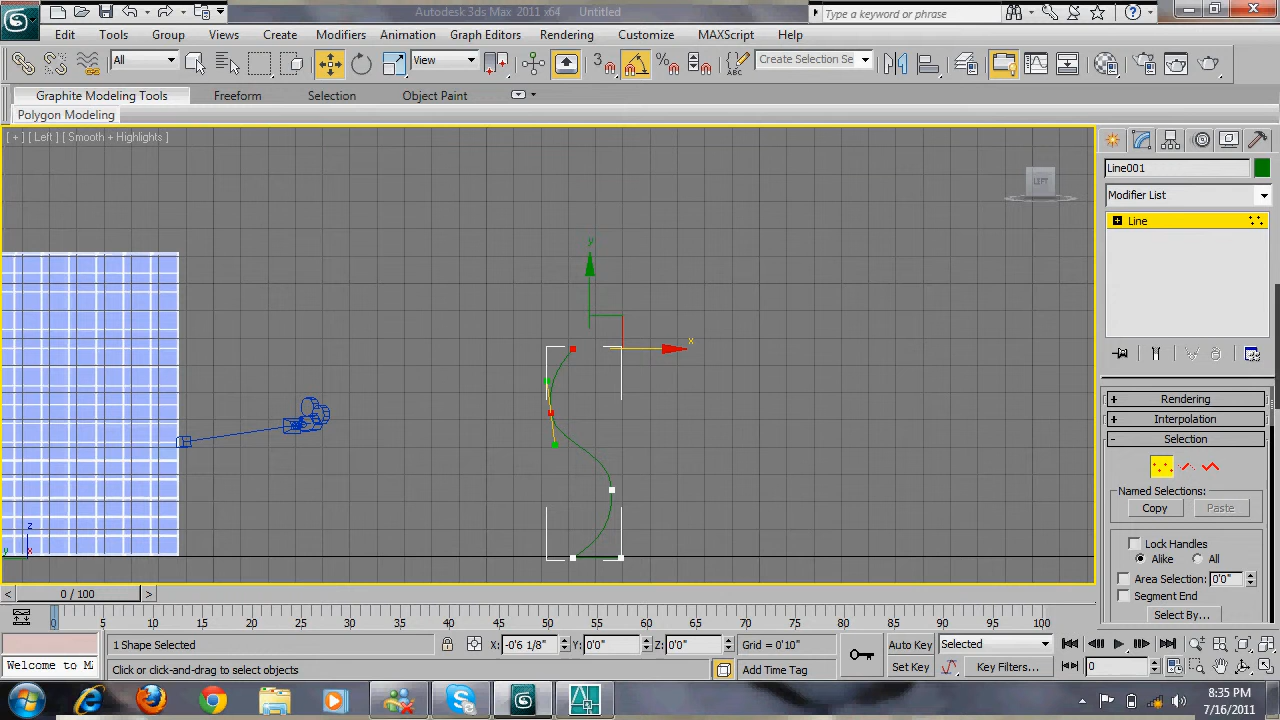 Autodesk 3ds Max 2011 x64 Untitled
Type a keyword or phrase
Edit Tools Group Views Create Modifiers Animation Graph Editors Rendering Customize MAXScript Help
All View 3 Create Selection Se
Graphite Modeling Tools Freeform Selection Object Paint
Polygon Modeling
[ + ] [ Left ] [ Smooth + Highlights ]
LEFT
Line001
Modifier List
+ Line
y
x
z
y x
+ Rendering
+ Interpolation
- Selection
Named Selections:
Copy Paste
Lock Handles
Alike All
Area Selection: 0'0"
Segment End
Select By...
< 0 / 100 >
0 5 10 15 20 25 30 35 40 45 50 55 60 65 70 75 80 85 90 95 100
1 Shape Selected X: -0'6 1/8" Y: 0'0" Z: 0'0" Grid = 0'10" Auto Key Selected
Welcome to M Click or click-and-drag to select objects Add Time Tag Set Key Key Filters... 0
8:35 PM
7/16/2011